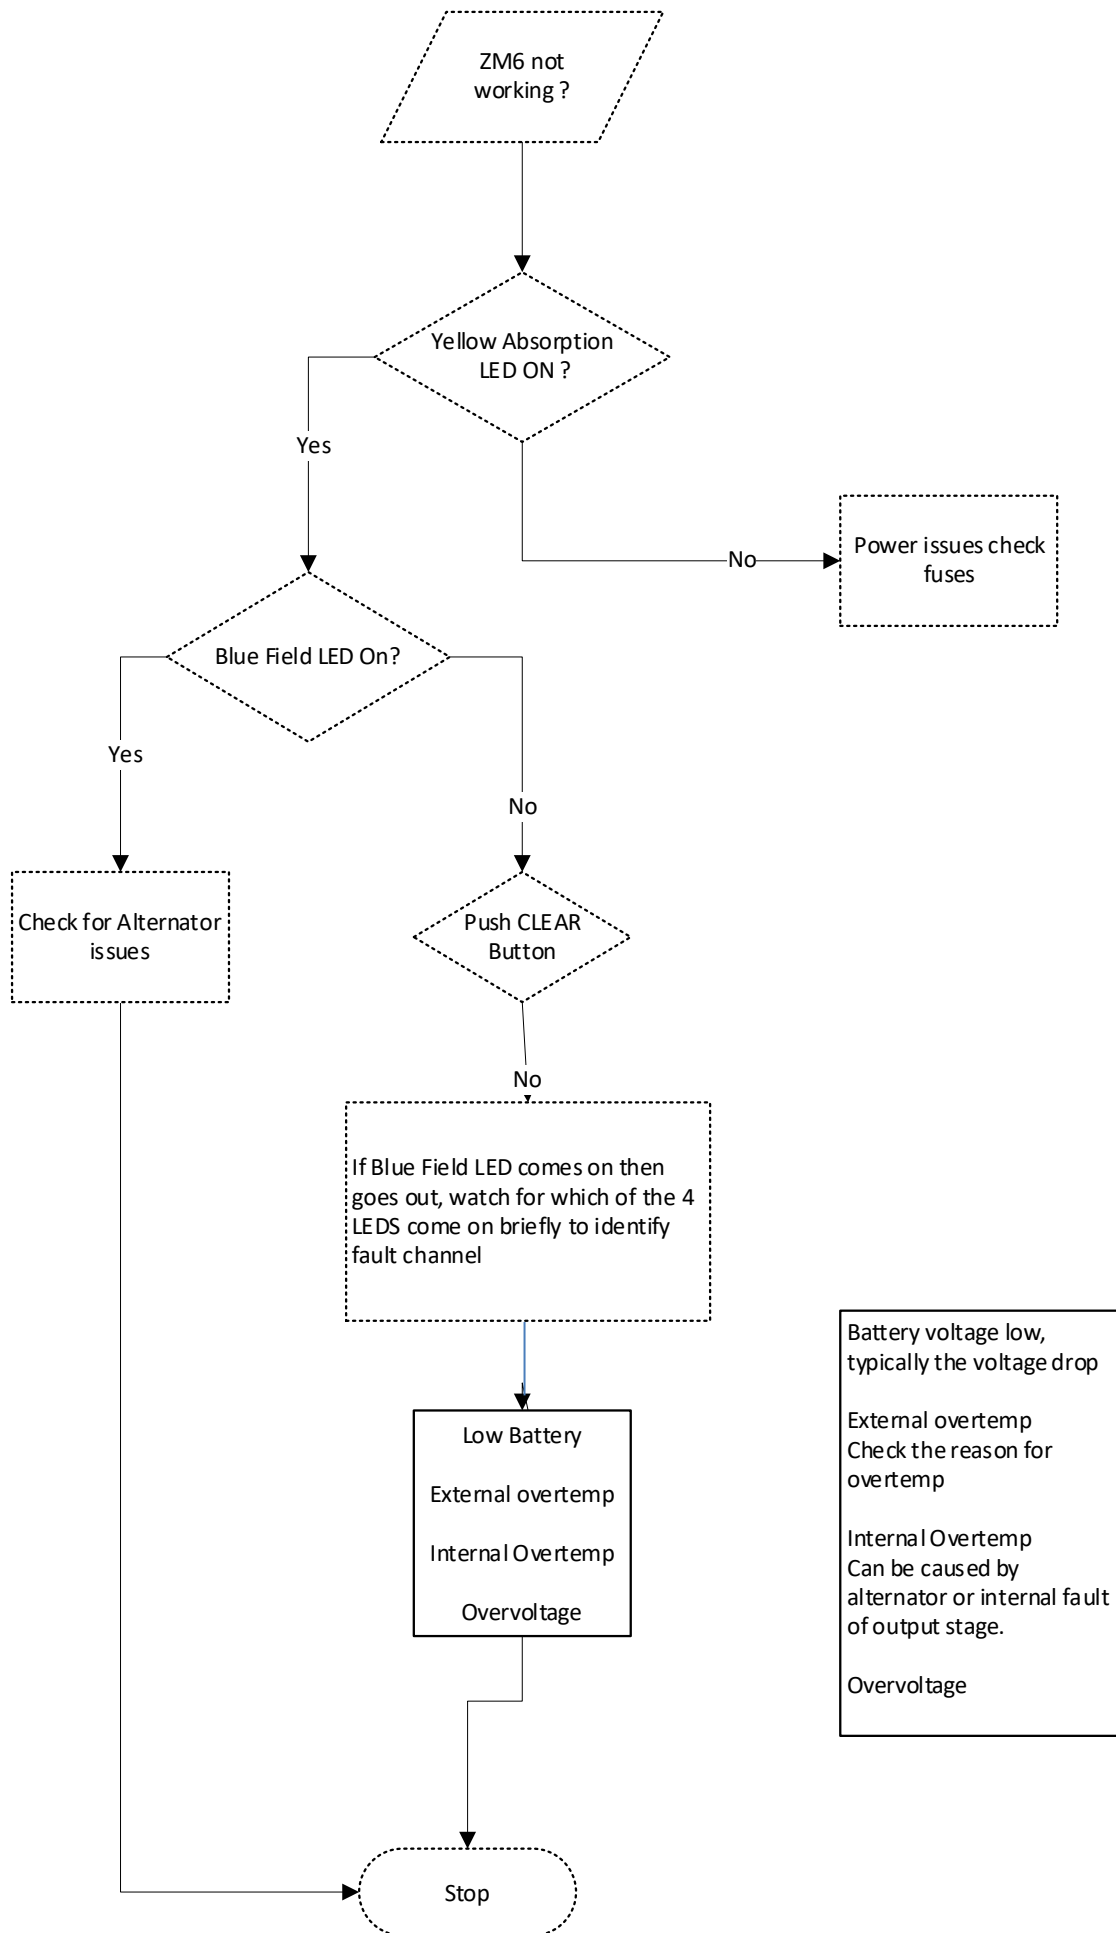 ZM6 not
working ?
Yellow Absorption
LED ON ?
Yes
No
Power issues check
fuses
Blue Field LED On?
Yes
No
Check for Alternator
issues
Push CLEAR
Button
No
If Blue Field LED comes on then
goes out, watch for which of the 4
LEDS come on briefly to identify
fault channel
Low Battery
External overtemp
Internal Overtemp
Overvoltage
Battery voltage low,
typically the voltage drop
External overtemp
Check the reason for
overtemp
Internal Overtemp
Can be caused by
alternator or internal fault
of output stage.
Overvoltage
Stop